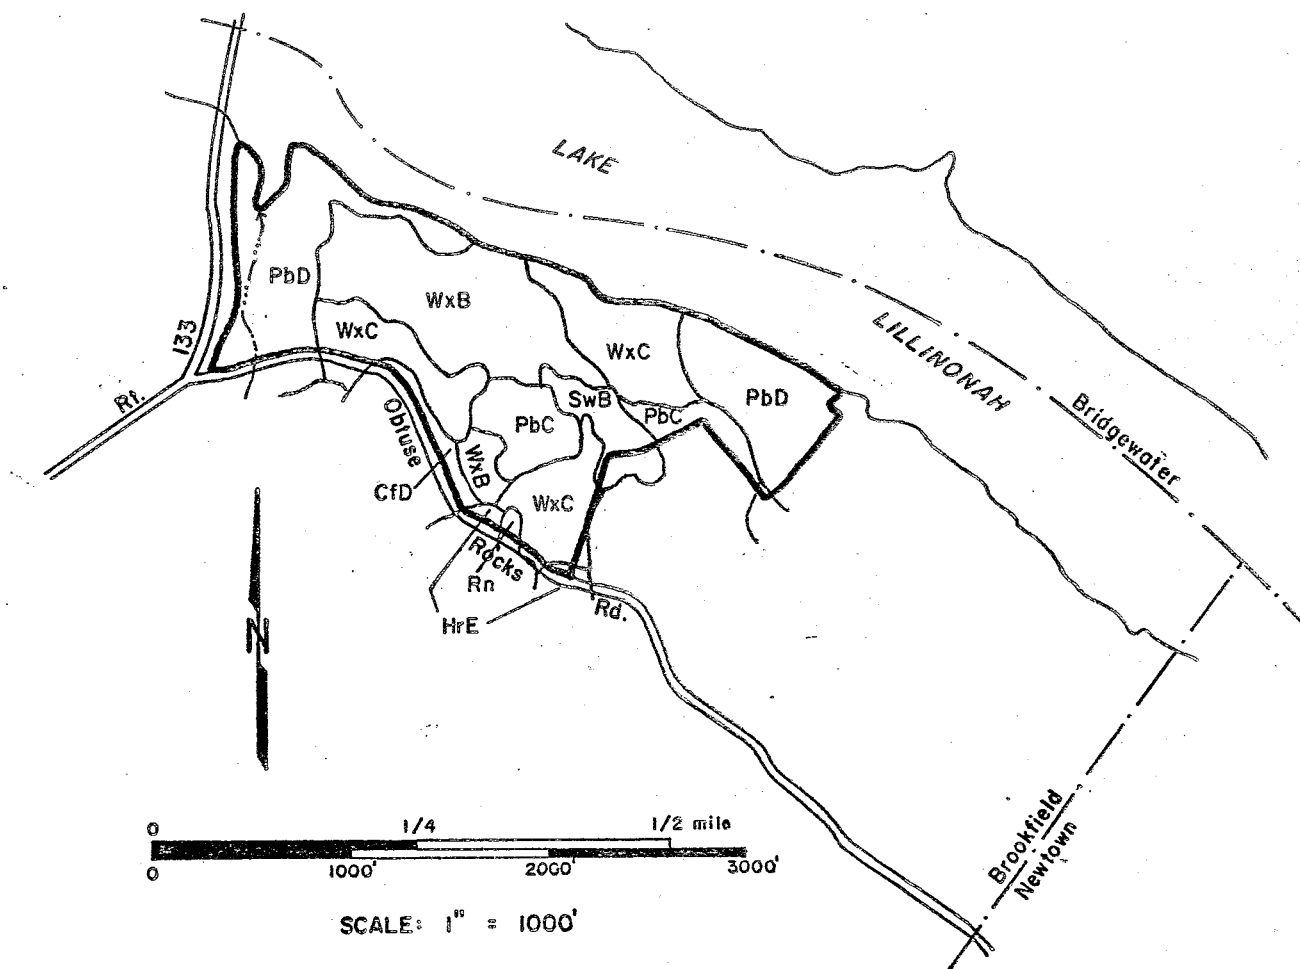 LAKE
LILLINONAH
Bridgewater
133
Rt.
PbD
WxB
WxC
WxC
PbD
SwB
PbC
PbC
WxB
WxC
Obtuse
CfD
Rocks
Rn
HrE
Rd.
N
Brookfield
Newtown
0 1/4 1/2 mile
0 1000' 2000' 3000'
SCALE: 1" = 1000'